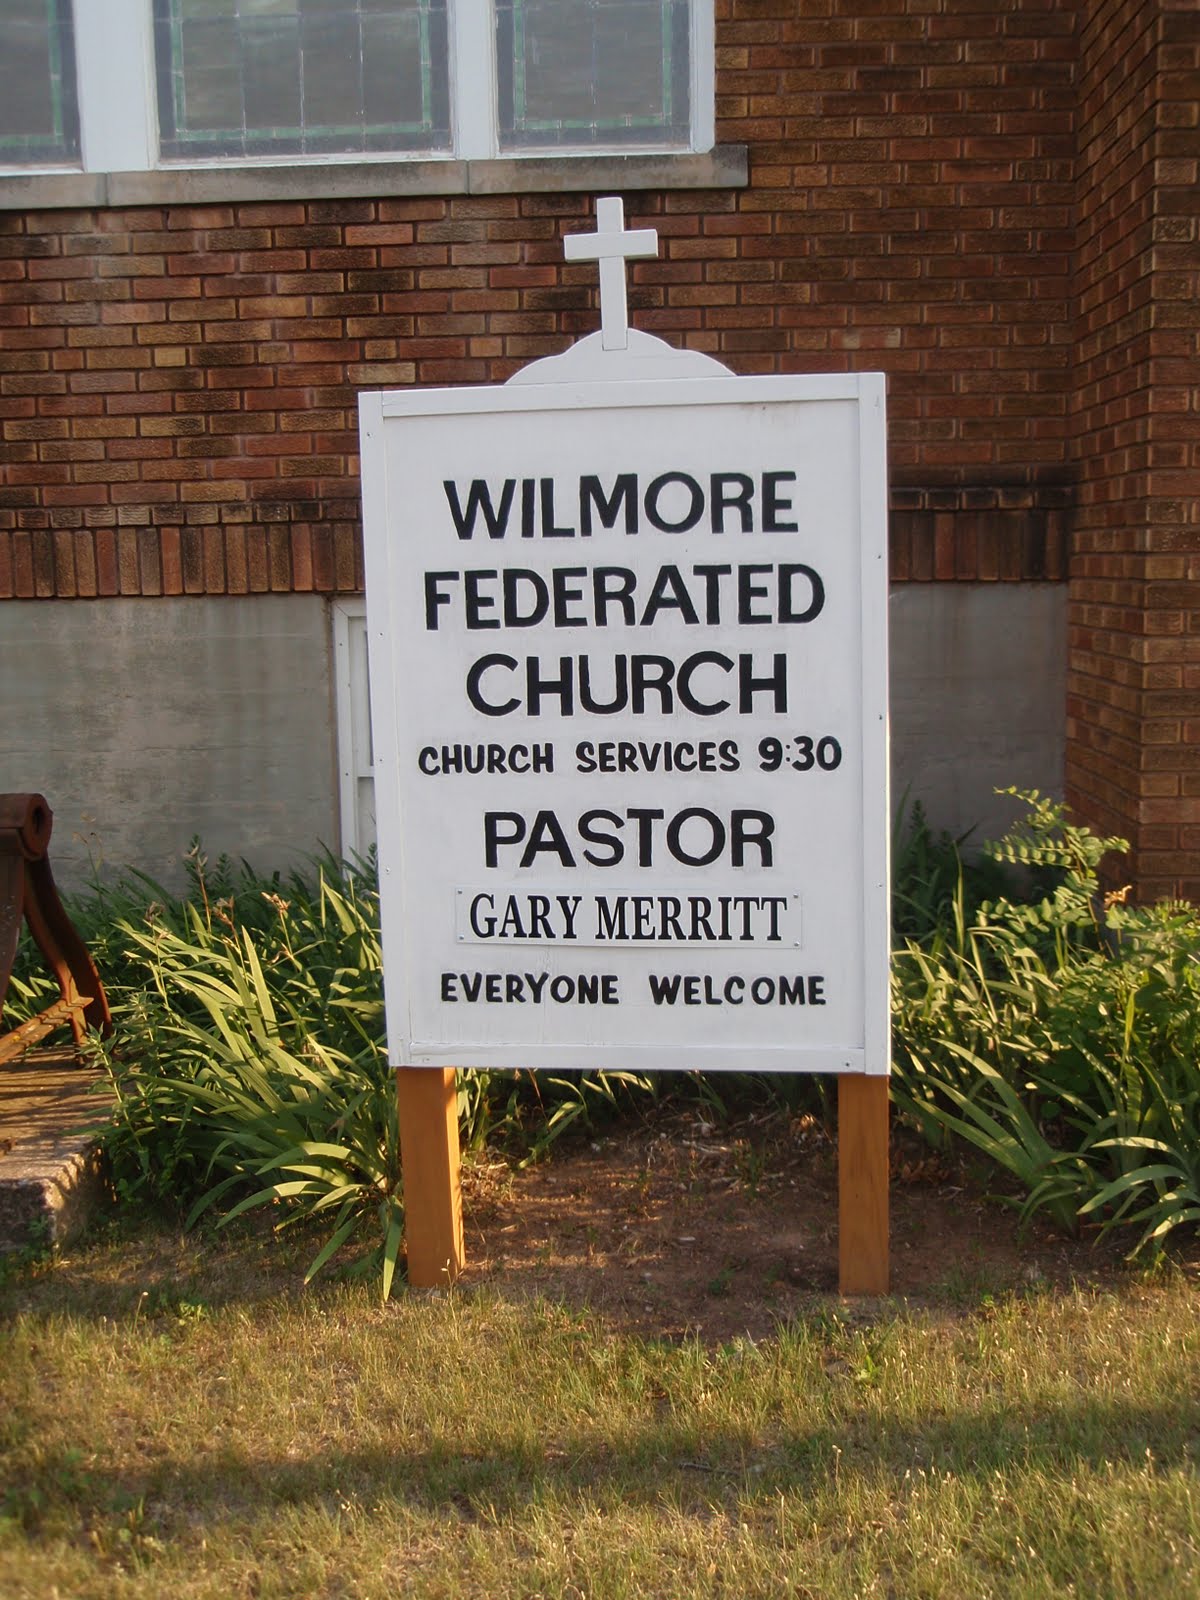 WILMORE
FEDERATED
CHURCH
CHURCH SERVICES 9:30
PASTOR
GARY MERRITT
EVERYONE WELCOME